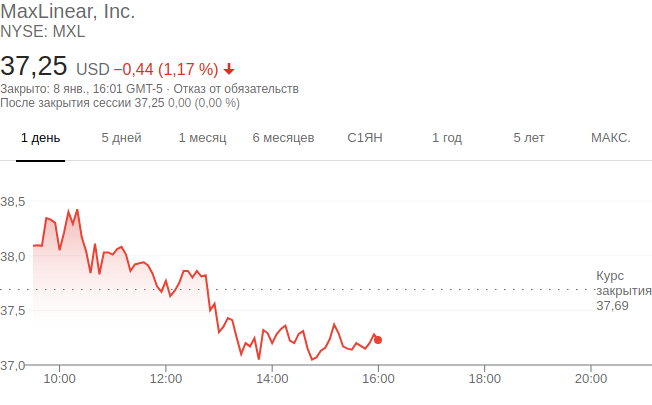 MaxLinear, Inc.
NYSE: MXL
37,25 USD −0,44 (1,17 %)
Закрыто: 8 янв., 16:01 GMT-5 · Отказ от обязательств
После закрытия сессии 37,25 0,00 (0,00 %)
1 день 5 дней 1 месяц 6 месяцев С1ЯН 1 год 5 лет МАКС.
38,5
38,0
Курс
закрытия
37,69
37,5
37,0
10:00 12:00 14:00 16:00 18:00 20:00